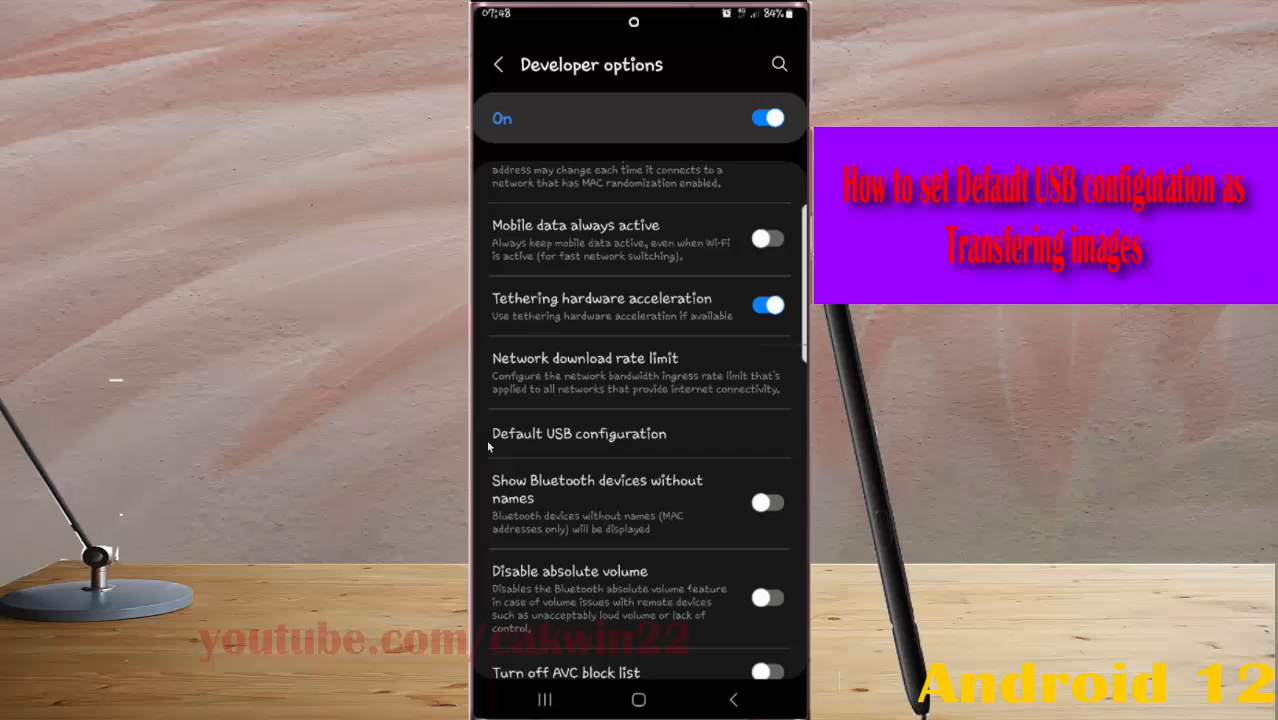 07:48
4G
84%
Developer options
On
address may change each time it connects to a
network that has MAC randomization enabled.
Mobile data always active
Always keep mobile data active, even when Wi-Fi
is active (for fast network switching).
Tethering hardware acceleration
Use tethering hardware acceleration if available
Network download rate limit
Configure the network bandwidth ingress rate limit that's
applied to all networks that provide internet connectivity.
Default USB configuration
Show Bluetooth devices without
names
Bluetooth devices without names (MAC
addresses only) will be displayed
Disable absolute volume
Disables the Bluetooth absolute volume feature
in case of volume issues with remote devices
such as unacceptably loud volume or lack of
control.
Turn off AVC block list
How to set Default USB configutation as
Transfering images
youtube.com/cakwin22
Android 12